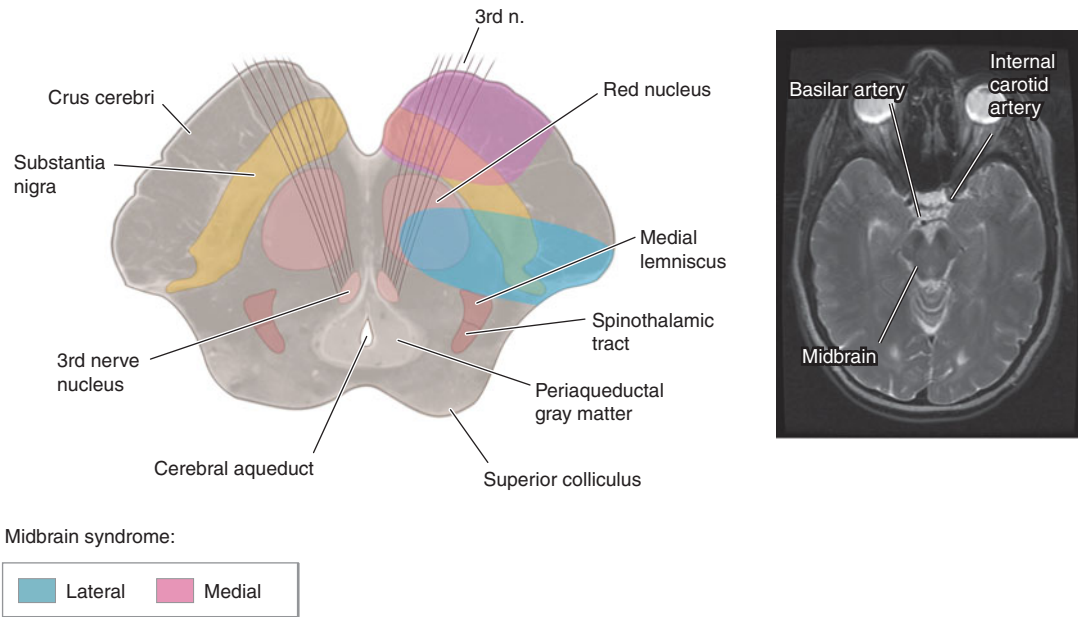 3rd n.
Crus cerebri
Red nucleus
Substantia
nigra
Medial
lemniscus
Spinothalamic
tract
3rd nerve
nucleus
Periaqueductal
gray matter
Cerebral aqueduct
Superior colliculus
Basilar artery
Internal
carotid
artery
Midbrain
Midbrain syndrome:
Lateral
Medial